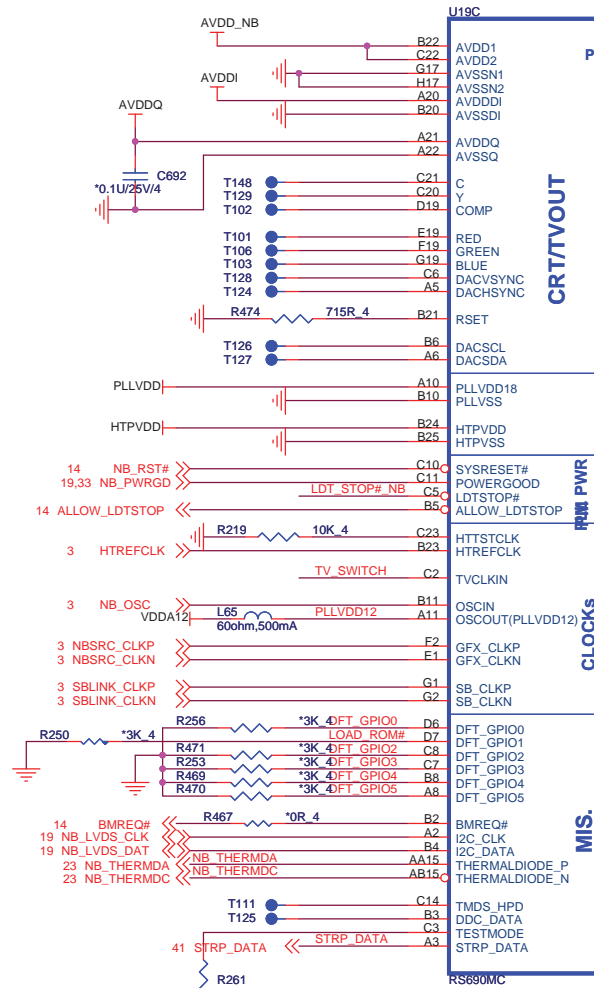 U19C
AVDD_NB
B22 AVDD1
C22 AVDD2
G17 AVSSN1
H17 AVSSN2
AVDDI
A20 AVDDDI
B20 AVSSDI
AVDDQ
A21 AVDDQ
A22 AVSSQ
C692
*0.1U/25V/4
T148 C21 C
T129 C20 Y
T102 D19 COMP
T101 E19 RED
T106 F19 GREEN
T103 G19 BLUE
T128 C6 DACVSYNC
T124 A5 DACHSYNC
CRT/TVOUT
P
R474 715R_4 B21 RSET
T126 B6 DACSCL
T127 A6 DACSDA
PLLVDD A10 PLLVDD18
B10 PLLVSS
HTPVDD B24 HTPVDD
B25 HTPVSS
14 NB_RST# C10 SYSRESET#
19,33 NB_PWRGD C11 POWERGOOD
LDT_STOP#_NB C5 LDTSTOP#
14 ALLOW_LDTSTOP B5 ALLOW_LDTSTOP
PWR
R219 10K_4 C23 HTTSTCLK
3 HTREFCLK B23 HTREFCLK
TV_SWITCH C2 TVCLKIN
3 NB_OSC B11 OSCIN
VDDA12 L65 PLLVDD12 A11 OSCOUT(PLLVDD12)
60ohm,500mA
3 NBSRC_CLKP F2 GFX_CLKP
3 NBSRC_CLKN E1 GFX_CLKN
3 SBLINK_CLKP G1 SB_CLKP
3 SBLINK_CLKN G2 SB_CLKN
CLOCKs
R256 *3K_4 DFT_GPIO0 D6 DFT_GPIO0
R250 *3K_4 LOAD_ROM# D7 DFT_GPIO1
R471 *3K_4 DFT_GPIO2 C8 DFT_GPIO2
R253 *3K_4 DFT_GPIO3 C7 DFT_GPIO3
R469 *3K_4 DFT_GPIO4 B8 DFT_GPIO4
R470 *3K_4 DFT_GPIO5 A8 DFT_GPIO5
14 BMREQ# R467 *0R_4 B2 BMREQ#
19 NB_LVDS_CLK A2 I2C_CLK
19 NB_LVDS_DAT B4 I2C_DATA
23 NB_THERMDA NB_THERMDA AA15 THERMALDIODE_P
23 NB_THERMDC NB_THERMDC AB15 THERMALDIODE_N
MIS.
T111 C14 TMDS_HPD
T125 B3 DDC_DATA
C3 TESTMODE
41 STRP_DATA STRP_DATA A3 STRP_DATA
R261
RS690MC